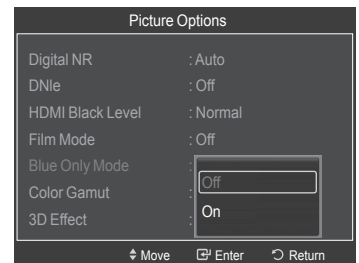 Picture Options
Digital NR : Auto
DNIe : Off
HDMI Black Level : Normal
Film Mode : Off
Blue Only Mode :
Off
Color Gamut :
On
3D Effect :
Move Enter Return